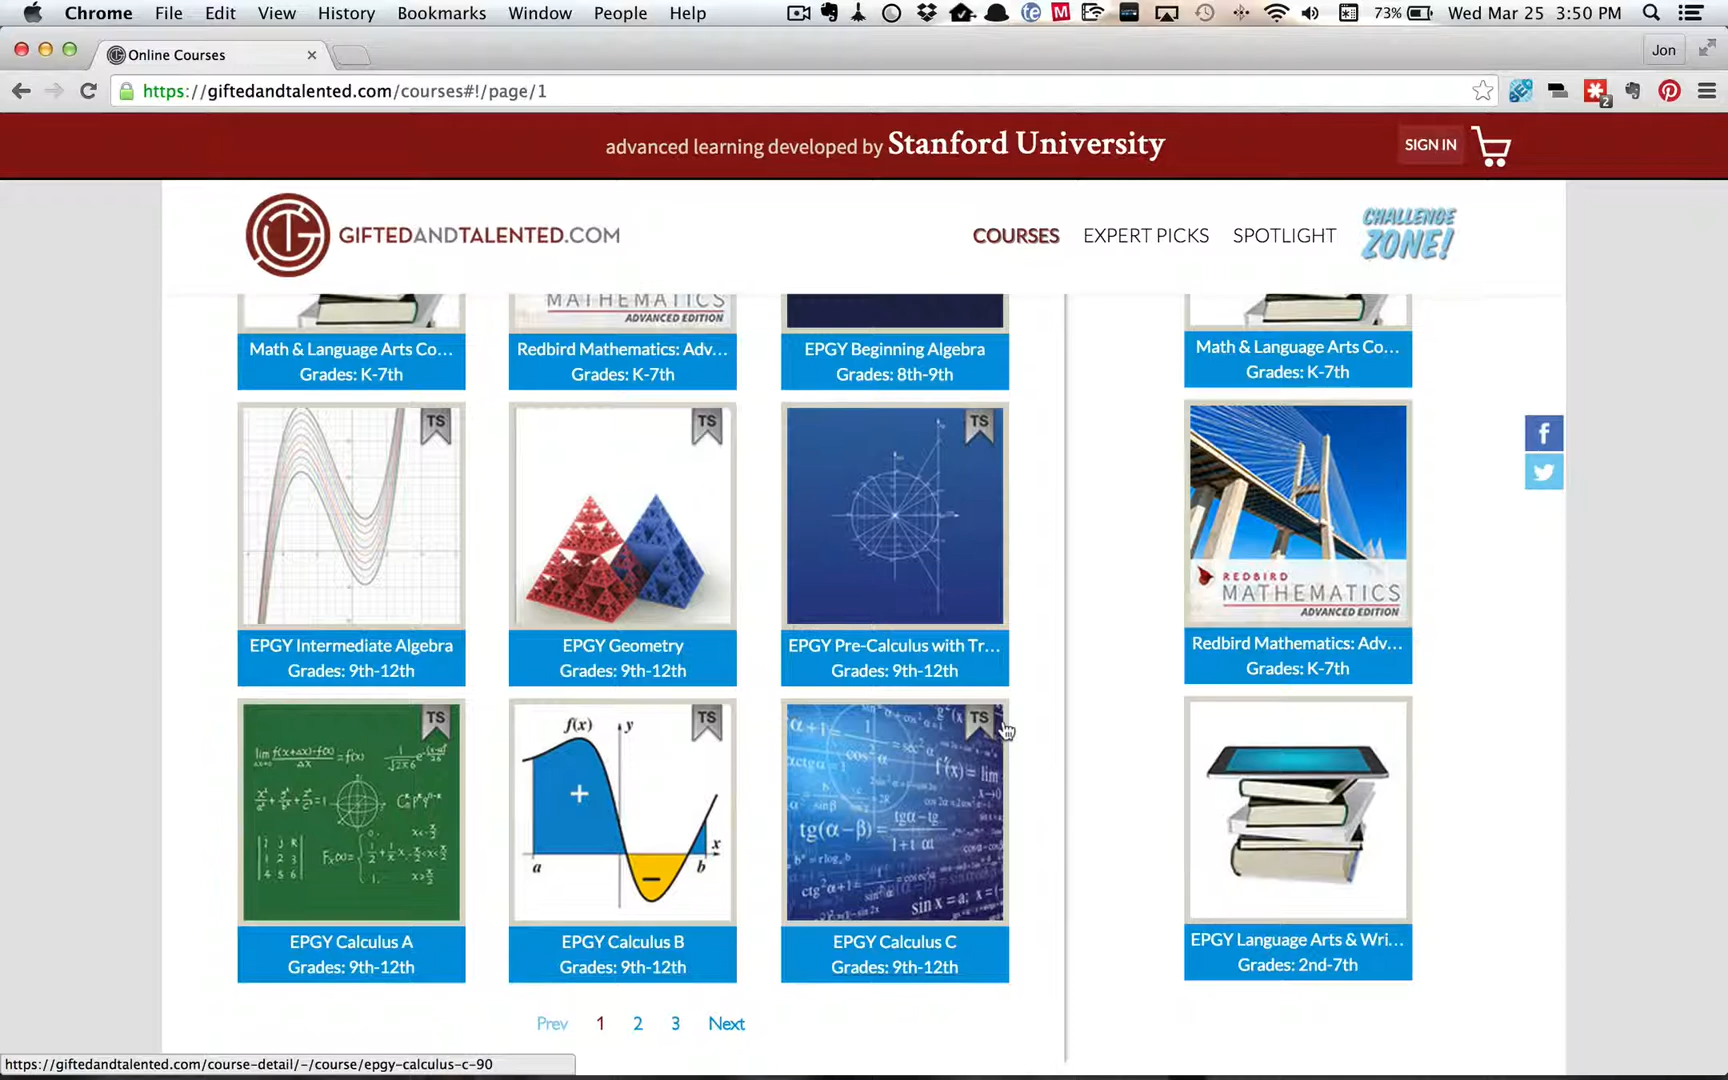 Chrome File Edit View History Bookmarks Window People Help
73% Wed Mar 25 3:50 PM
Online Courses
Jon
https://giftedandtalented.com/courses#!/page/1
2
advanced learning developed by Stanford University
SIGN IN
GIFTEDANDTALENTED.COM
COURSES EXPERT PICKS SPOTLIGHT
CHALLENGE
ZONE!
MATHEMATICS
ADVANCED EDITION
Math & Language Arts Co...
Grades: K-7th
Redbird Mathematics: Adv...
Grades: K-7th
EPGY Beginning Algebra
Grades: 8th-9th
Math & Language Arts Co...
Grades: K-7th
TS
TS
TS
EPGY Intermediate Algebra
Grades: 9th-12th
EPGY Geometry
Grades: 9th-12th
EPGY Pre-Calculus with Tr...
Grades: 9th-12th
REDBIRD
MATHEMATICS
ADVANCED EDITION
Redbird Mathematics: Adv...
Grades: K-7th
TS
TS
f(x)
y
+
−
a
b
x
TS
tg(α−β) =
sin x = a;
EPGY Calculus A
Grades: 9th-12th
EPGY Calculus B
Grades: 9th-12th
EPGY Calculus C
Grades: 9th-12th
EPGY Language Arts & Wri...
Grades: 2nd-7th
Prev 1 2 3 Next
https://giftedandtalented.com/course-detail/-/course/epgy-calculus-c-90